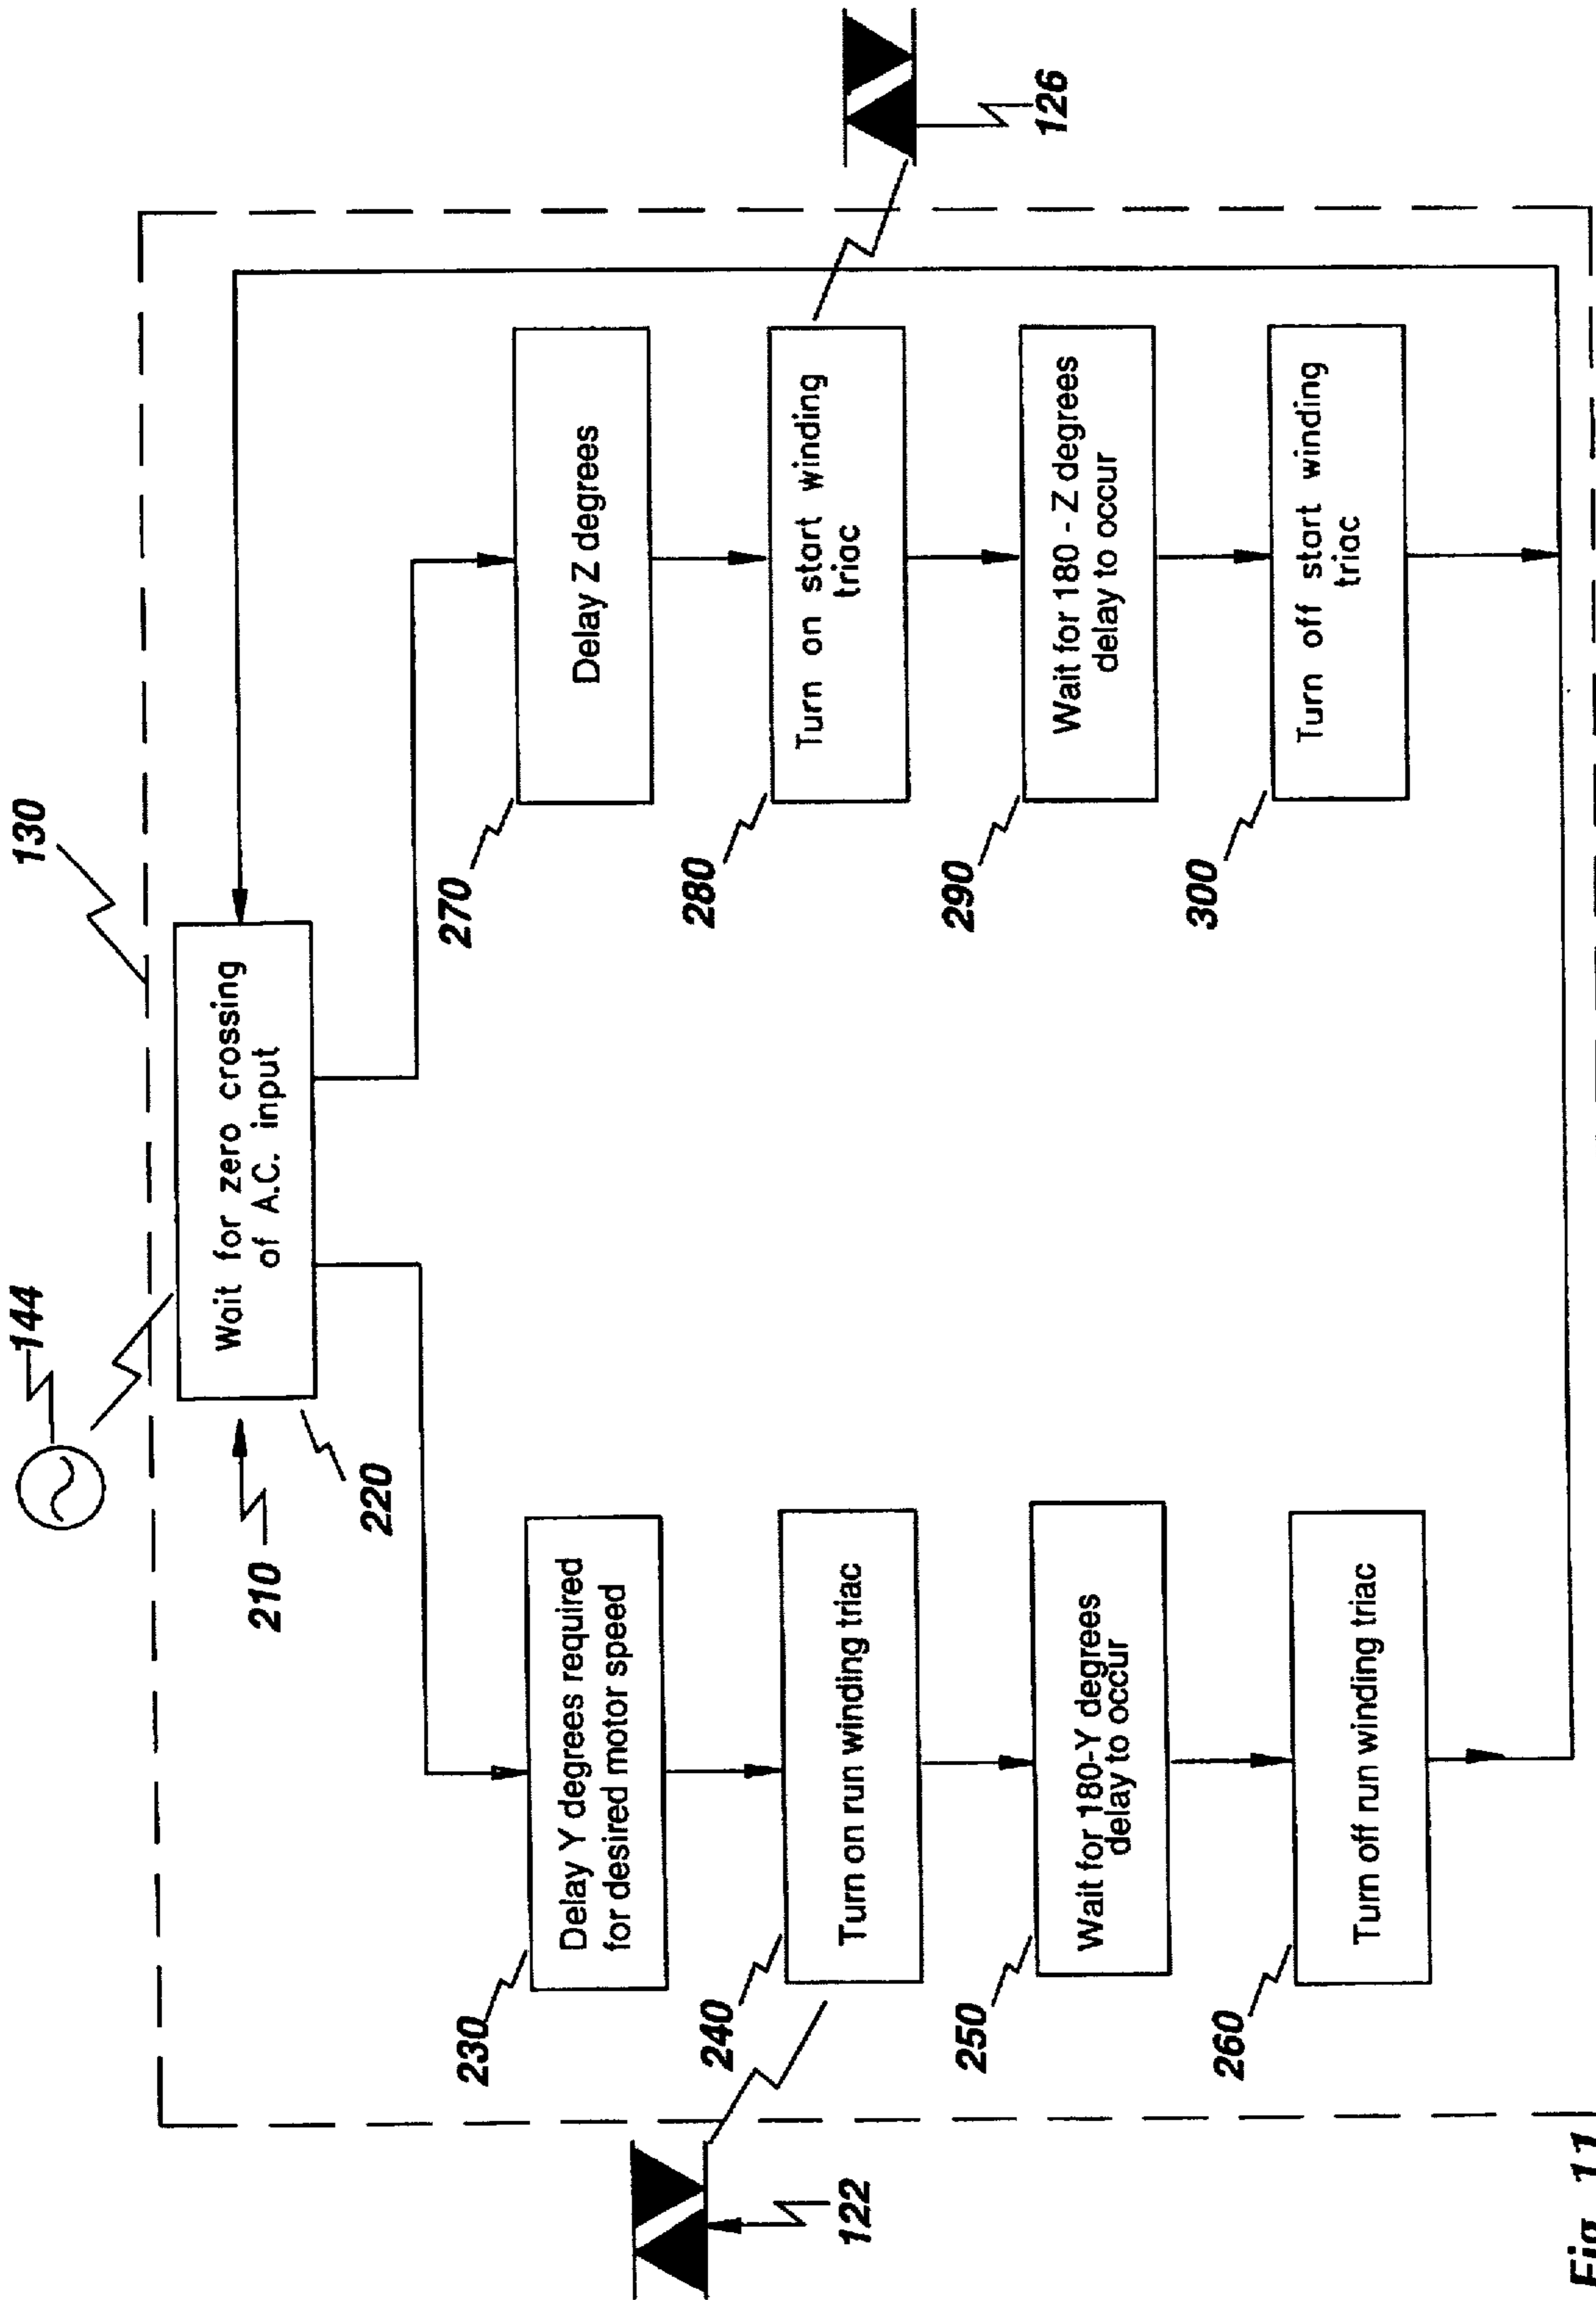 144
130
210
220
Wait for zero crossing
of A.C. input
230
Delay Y degrees required
for desired motor speed
240
Turn on run winding triac
250
Wait for 180-Y degrees
delay to occur
260
Turn off run winding triac
122
270
Delay Z degrees
280
Turn on start winding
triac
290
Wait for 180 - Z degrees
delay to occur
300
Turn off start winding
triac
126
Fig. 11